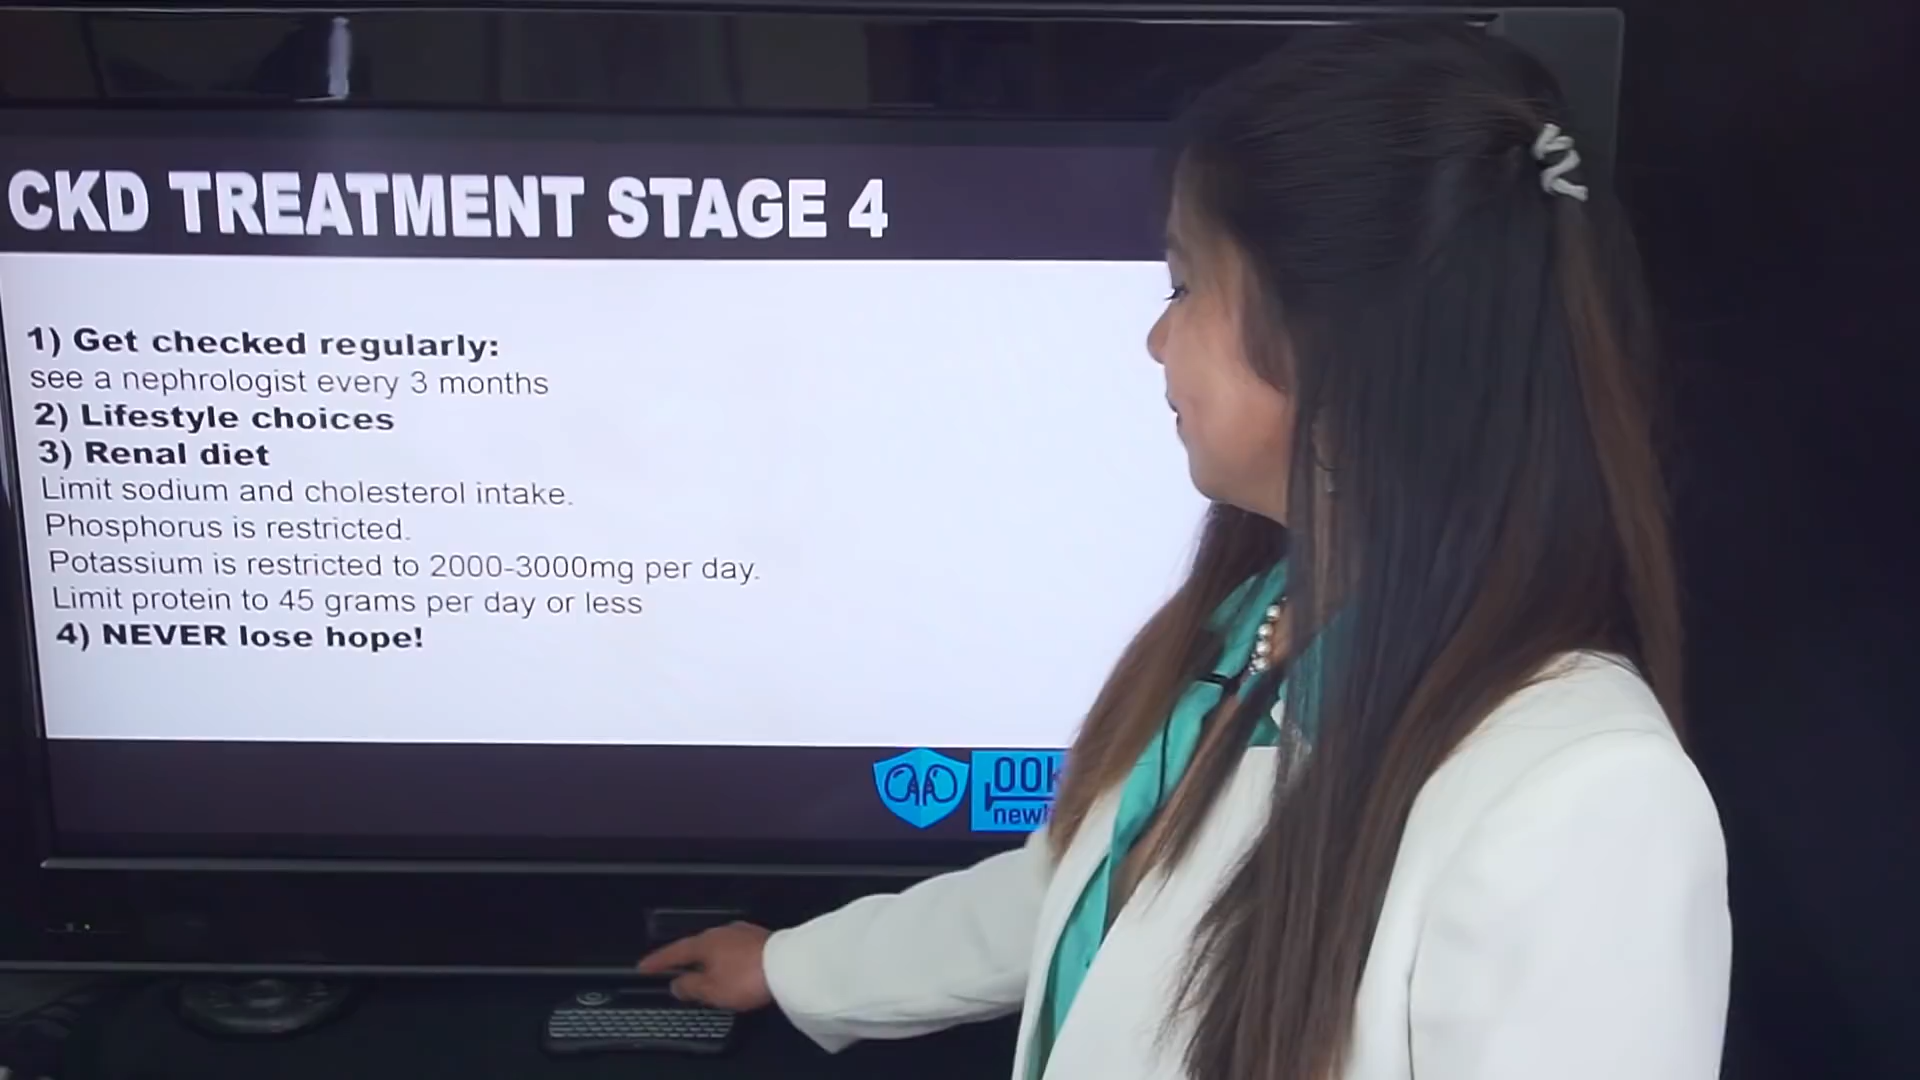 CKD TREATMENT STAGE 4
1) Get checked regularly:
see a nephrologist every 3 months
2) Lifestyle choices
3) Renal diet
Limit sodium and cholesterol intake.
Phosphorus is restricted.
Potassium is restricted to 2000-3000mg per day.
Limit protein to 45 grams per day or less
4) NEVER lose hope!